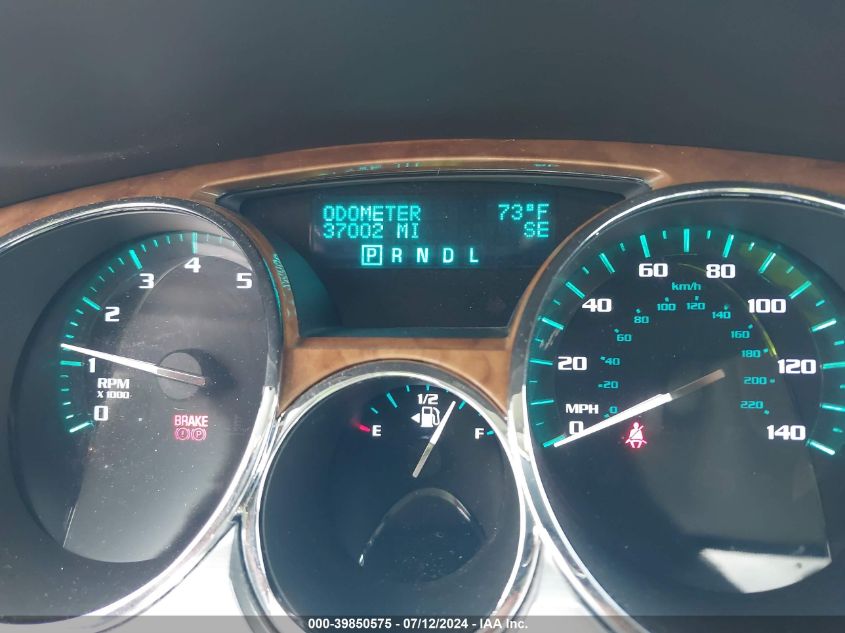 ODOMETER 73°F
37002 MI SE
P R N D L
0 1 2 3 4 5
RPM
X 1000
BRAKE
P
E 1/2 F
0 20 40 60 80 100 120 140
MPH
km/h
0 20 40 60 80 100 120 140 160 180 200 220
000-39850575 - 07/12/2024 - IAA Inc.